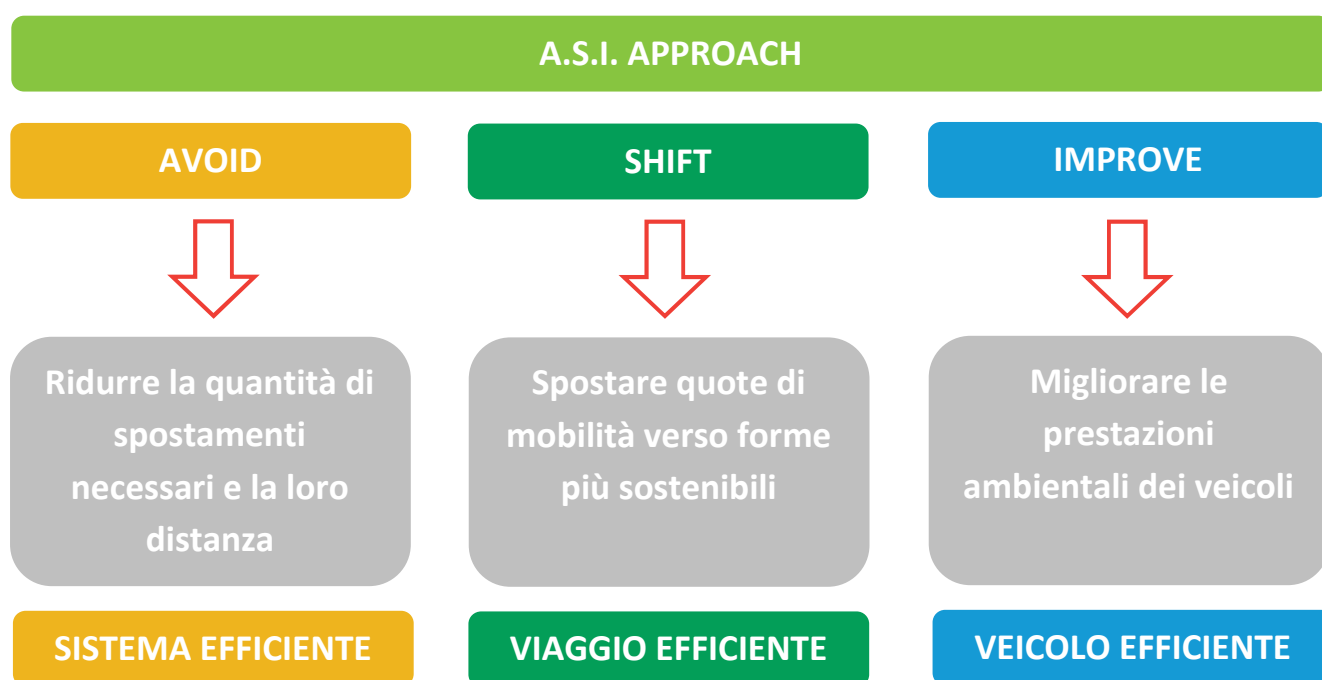 A.S.I. APPROACH
AVOID
SHIFT
IMPROVE
Ridurre la quantità di
spostamenti
necessari e la loro
distanza
Spostare quote di
mobilità verso forme
più sostenibili
Migliorare le
prestazioni
ambientali dei veicoli
SISTEMA EFFICIENTE
VIAGGIO EFFICIENTE
VEICOLO EFFICIENTE